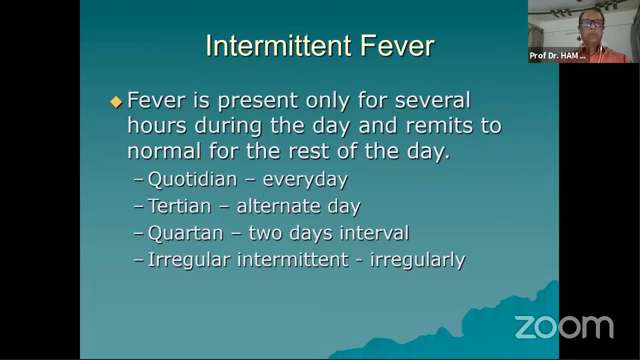 Intermittent Fever
Prof Dr. HAM ...
Fever is present only for several
hours during the day and remits to
normal for the rest of the day.
– Quotidian – everyday
– Tertian – alternate day
– Quartan – two days interval
– Irregular intermittent - irregularly
zoom